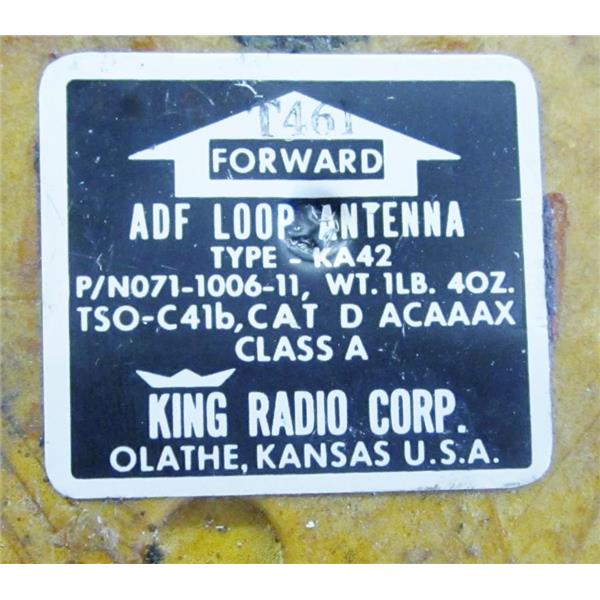 T461
FORWARD
ADF LOOP ANTENNA
TYPE - KA42
P/N071-1006-11, WT. 1LB. 4OZ.
TSO-C41b, CAT D ACAAAX
CLASS A
KING RADIO CORP.
OLATHE, KANSAS U.S.A.